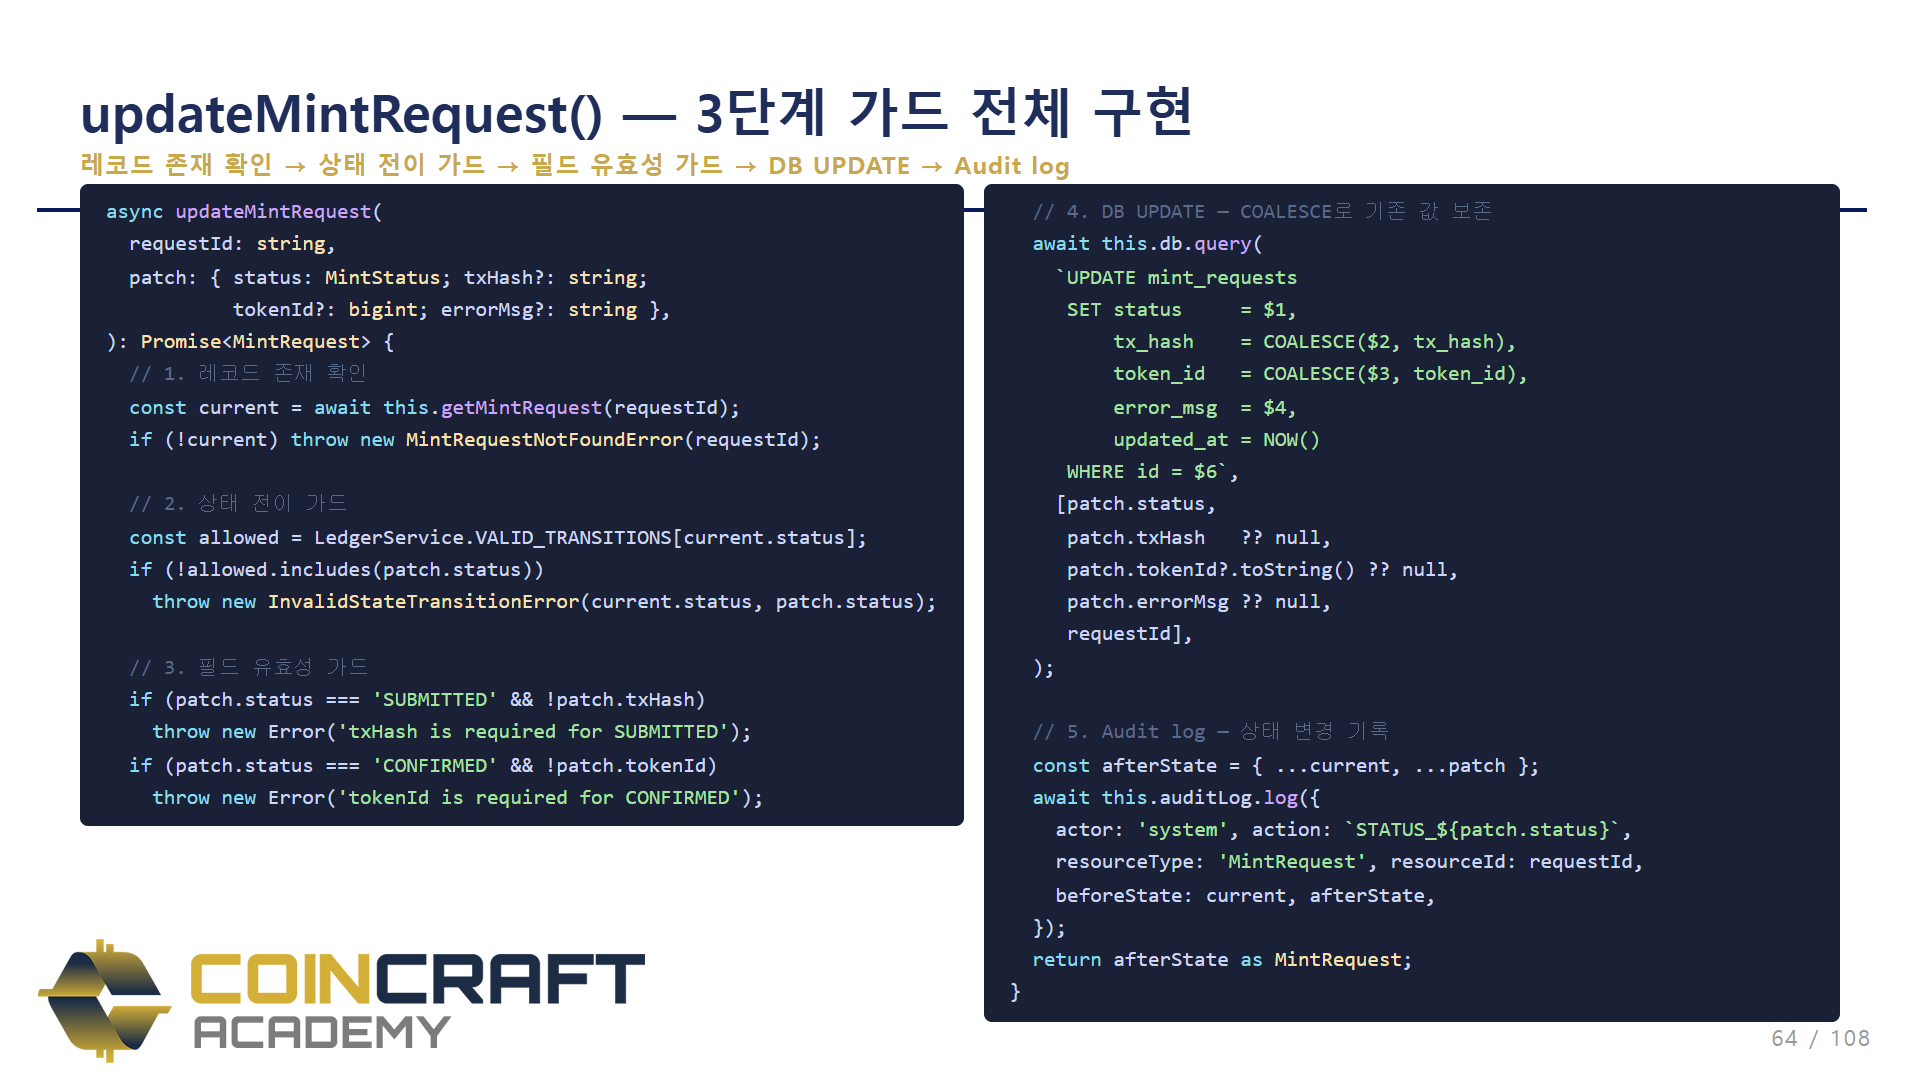 updateMintRequest() — 3단계 가드 전체 구현
레코드 존재 확인 → 상태 전이 가드 → 필드 유효성 가드 → DB UPDATE → Audit log
async updateMintRequest(
  requestId: string,
  patch: { status: MintStatus; txHash?: string;
           tokenId?: bigint; errorMsg?: string },
): Promise<MintRequest> {
  // 1. 레코드 존재 확인
  const current = await this.getMintRequest(requestId);
  if (!current) throw new MintRequestNotFoundError(requestId);

  // 2. 상태 전이 가드
  const allowed = LedgerService.VALID_TRANSITIONS[current.status];
  if (!allowed.includes(patch.status))
    throw new InvalidStateTransitionError(current.status, patch.status);

  // 3. 필드 유효성 가드
  if (patch.status === 'SUBMITTED' && !patch.txHash)
    throw new Error('txHash is required for SUBMITTED');
  if (patch.status === 'CONFIRMED' && !patch.tokenId)
    throw new Error('tokenId is required for CONFIRMED');
  // 4. DB UPDATE — COALESCE로 기존 값 보존
  await this.db.query(
    `UPDATE mint_requests
     SET status     = $1,
         tx_hash    = COALESCE($2, tx_hash),
         token_id   = COALESCE($3, token_id),
         error_msg  = $4,
         updated_at = NOW()
     WHERE id = $6`,
    [patch.status,
     patch.txHash   ?? null,
     patch.tokenId?.toString() ?? null,
     patch.errorMsg ?? null,
     requestId],
  );

  // 5. Audit log — 상태 변경 기록
  const afterState = { ...current, ...patch };
  await this.auditLog.log({
    actor: 'system', action: `STATUS_${patch.status}`,
    resourceType: 'MintRequest', resourceId: requestId,
    beforeState: current, afterState,
  });
  return afterState as MintRequest;
}
COINCRAFT
ACADEMY
64 / 108